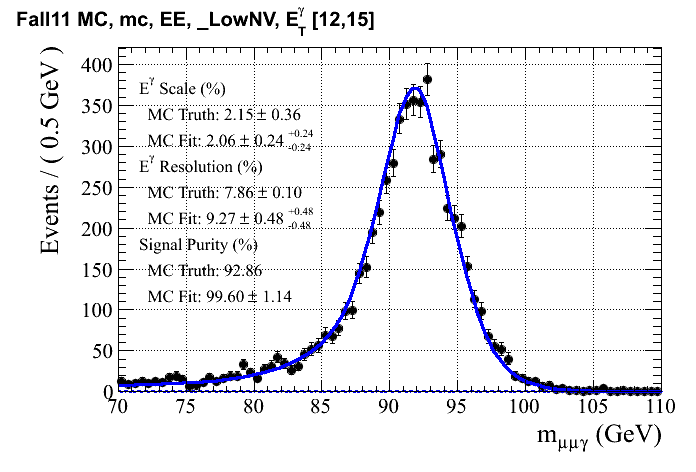 Fall11 MC, mc, EE, _LowNV, E_T^γ [12,15]
Events / ( 0.5 GeV )
400
350
300
250
200
150
100
50
0
E^γ Scale (%)
MC Truth: 2.15 ± 0.36
MC Fit: 2.06 ± 0.24 +0.24 -0.24
E^γ Resolution (%)
MC Truth: 7.86 ± 0.10
MC Fit: 9.27 ± 0.48 +0.48 -0.48
Signal Purity (%)
MC Truth: 92.86
MC Fit: 99.60 ± 1.14
70 75 80 85 90 95 100 105 110
m_μμγ (GeV)